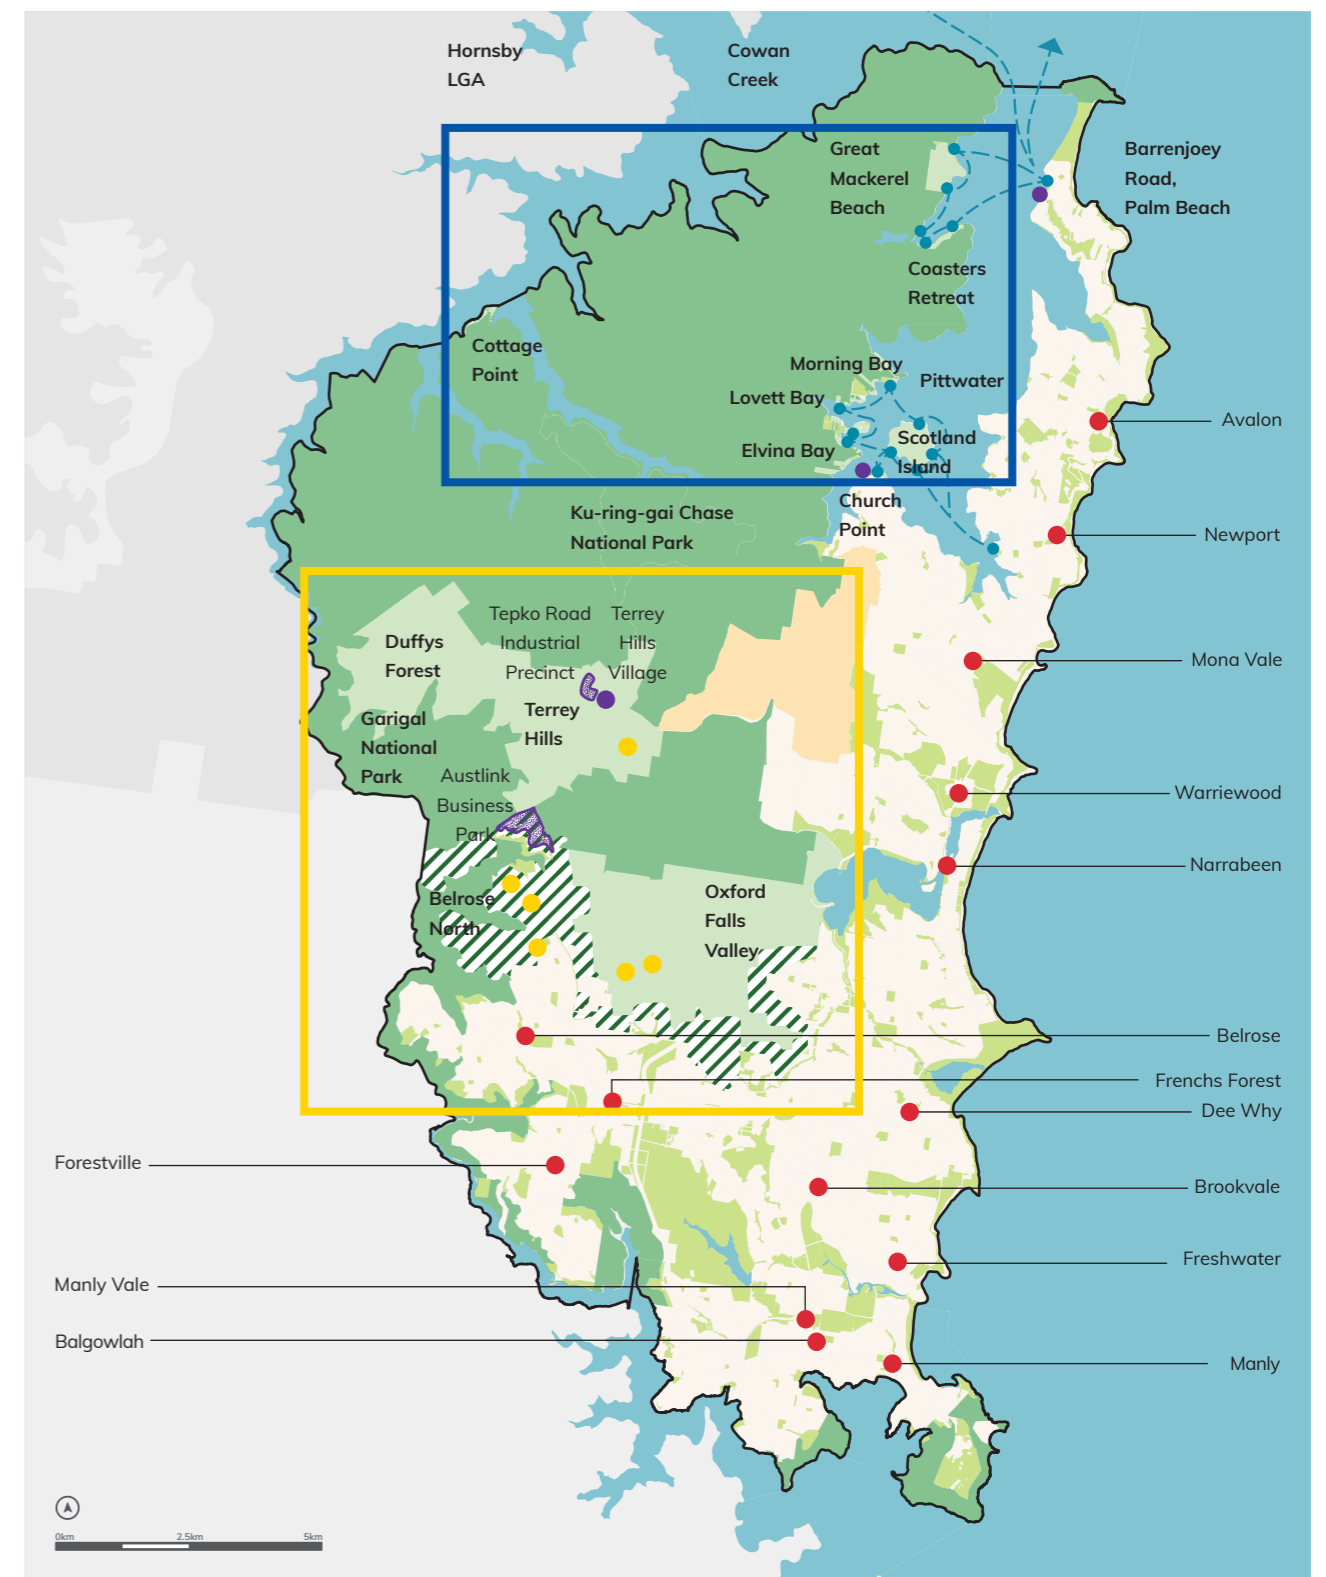 Hornsby
LGA
Cowan
Creek
Great
Mackerel
Beach
Barrenjoey
Road,
Palm Beach
Coasters
Retreat
Cottage
Point
Morning Bay
Pittwater
Lovett Bay
Avalon
Scotland
Island
Elvina Bay
Church
Point
Ku-ring-gai Chase
National Park
Newport
Duffys
Forest
Tepko Road
Industrial
Precinct
Terrey
Hills
Village
Mona Vale
Terrey
Hills
Garigal
National
Park
Austlink
Business
Park
Warriewood
Narrabeen
Belrose
North
Oxford
Falls
Valley
Belrose
Frenchs Forest
Dee Why
Forestville
Brookvale
Freshwater
Manly Vale
Balgowlah
Manly
0km
2.5km
5km